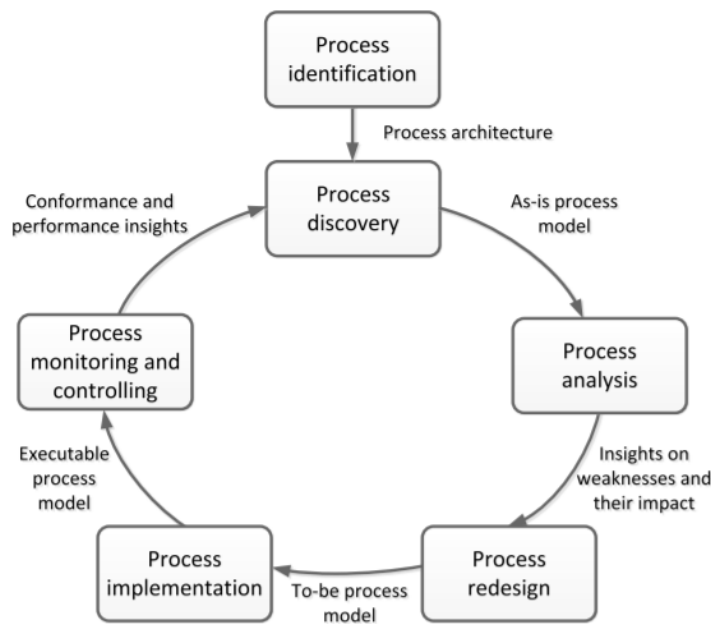 Process
identification
Process architecture
Process
discovery
As-is process
model
Process
analysis
Insights on
weaknesses and
their impact
Process
redesign
To-be process
model
Process
implementation
Executable
process
model
Process
monitoring and
controlling
Conformance and
performance insights